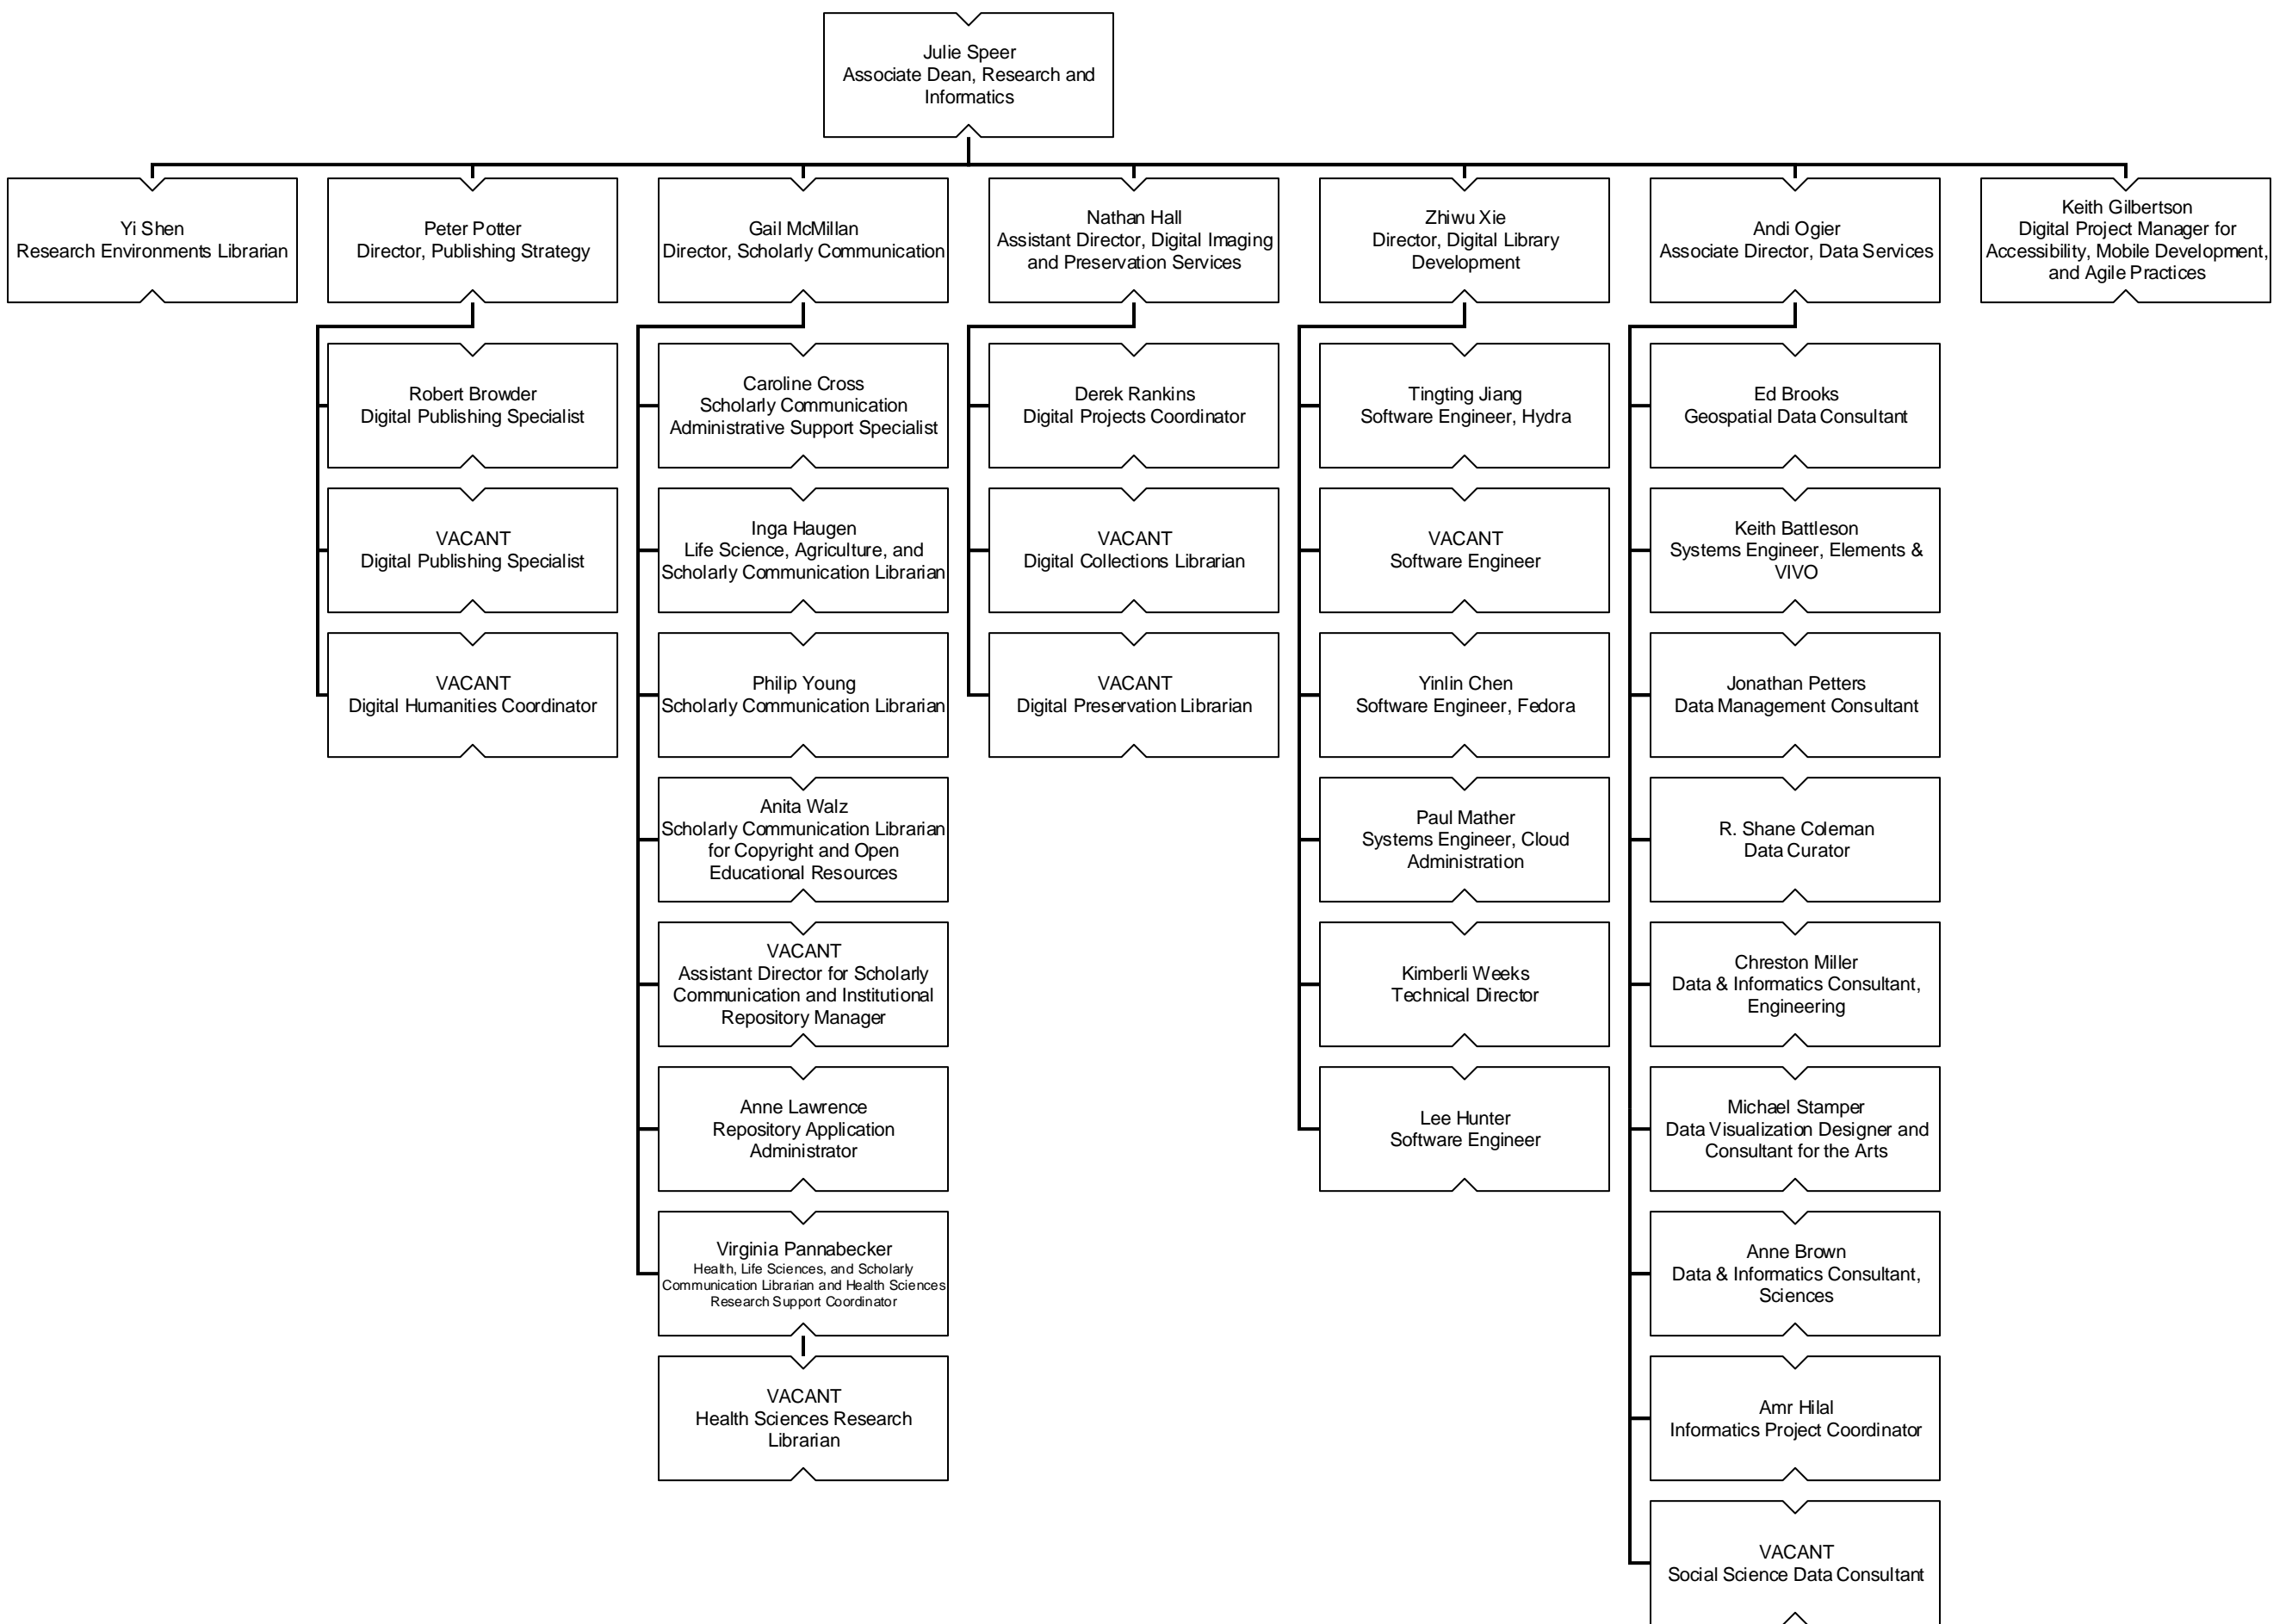 Julie Speer
Associate Dean, Research and
Informatics
Yi Shen
Research Environments Librarian
Peter Potter
Director, Publishing Strategy
Gail McMillan
Director, Scholarly Communication
Nathan Hall
Assistant Director, Digital Imaging
and Preservation Services
Zhiwu Xie
Director, Digital Library
Development
Andi Ogier
Associate Director, Data Services
Keith Gilbertson
Digital Project Manager for
Accessibility, Mobile Development,
and Agile Practices
Robert Browder
Digital Publishing Specialist
VACANT
Digital Publishing Specialist
VACANT
Digital Humanities Coordinator
Caroline Cross
Scholarly Communication
Administrative Support Specialist
Inga Haugen
Life Science, Agriculture, and
Scholarly Communication Librarian
Philip Young
Scholarly Communication Librarian
Anita Walz
Scholarly Communication Librarian
for Copyright and Open
Educational Resources
VACANT
Assistant Director for Scholarly
Communication and Institutional
Repository Manager
Anne Lawrence
Repository Application
Administrator
Virginia Pannabecker
Health, Life Sciences, and Scholarly
Communication Librarian and Health Sciences
Research Support Coordinator
VACANT
Health Sciences Research
Librarian
Derek Rankins
Digital Projects Coordinator
VACANT
Digital Collections Librarian
VACANT
Digital Preservation Librarian
Tingting Jiang
Software Engineer, Hydra
VACANT
Software Engineer
Yinlin Chen
Software Engineer, Fedora
Paul Mather
Systems Engineer, Cloud
Administration
Kimberli Weeks
Technical Director
Lee Hunter
Software Engineer
Ed Brooks
Geospatial Data Consultant
Keith Battleson
Systems Engineer, Elements &
VIVO
Jonathan Petters
Data Management Consultant
R. Shane Coleman
Data Curator
Chreston Miller
Data & Informatics Consultant,
Engineering
Michael Stamper
Data Visualization Designer and
Consultant for the Arts
Anne Brown
Data & Informatics Consultant,
Sciences
Amr Hilal
Informatics Project Coordinator
VACANT
Social Science Data Consultant